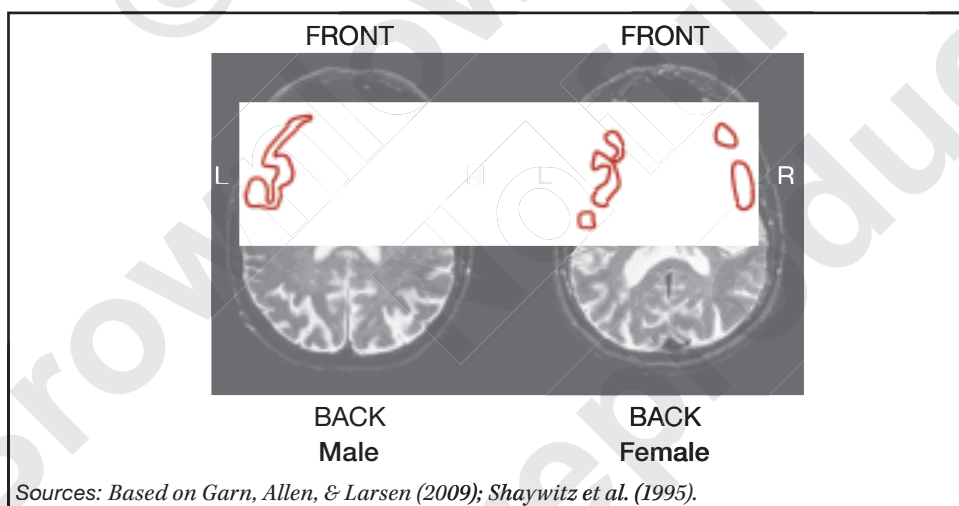 FRONT FRONT
L R L R
BACK BACK
Male Female
Sources: Based on Garn, Allen, & Larsen (2009); Shaywitz et al. (1995).